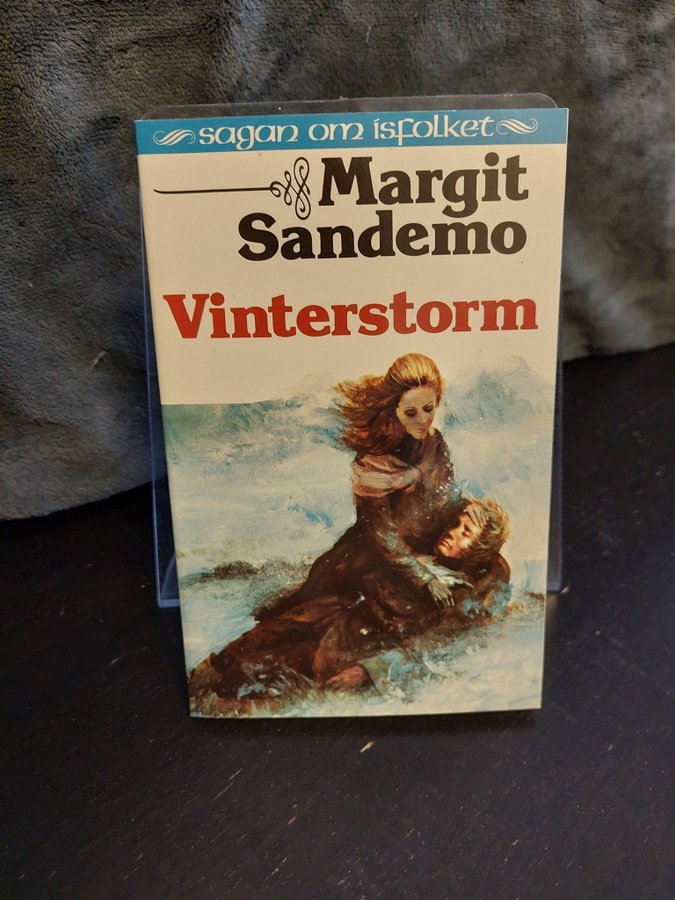 sagan om isfolket
Margit
Sandemo
Vinterstorm